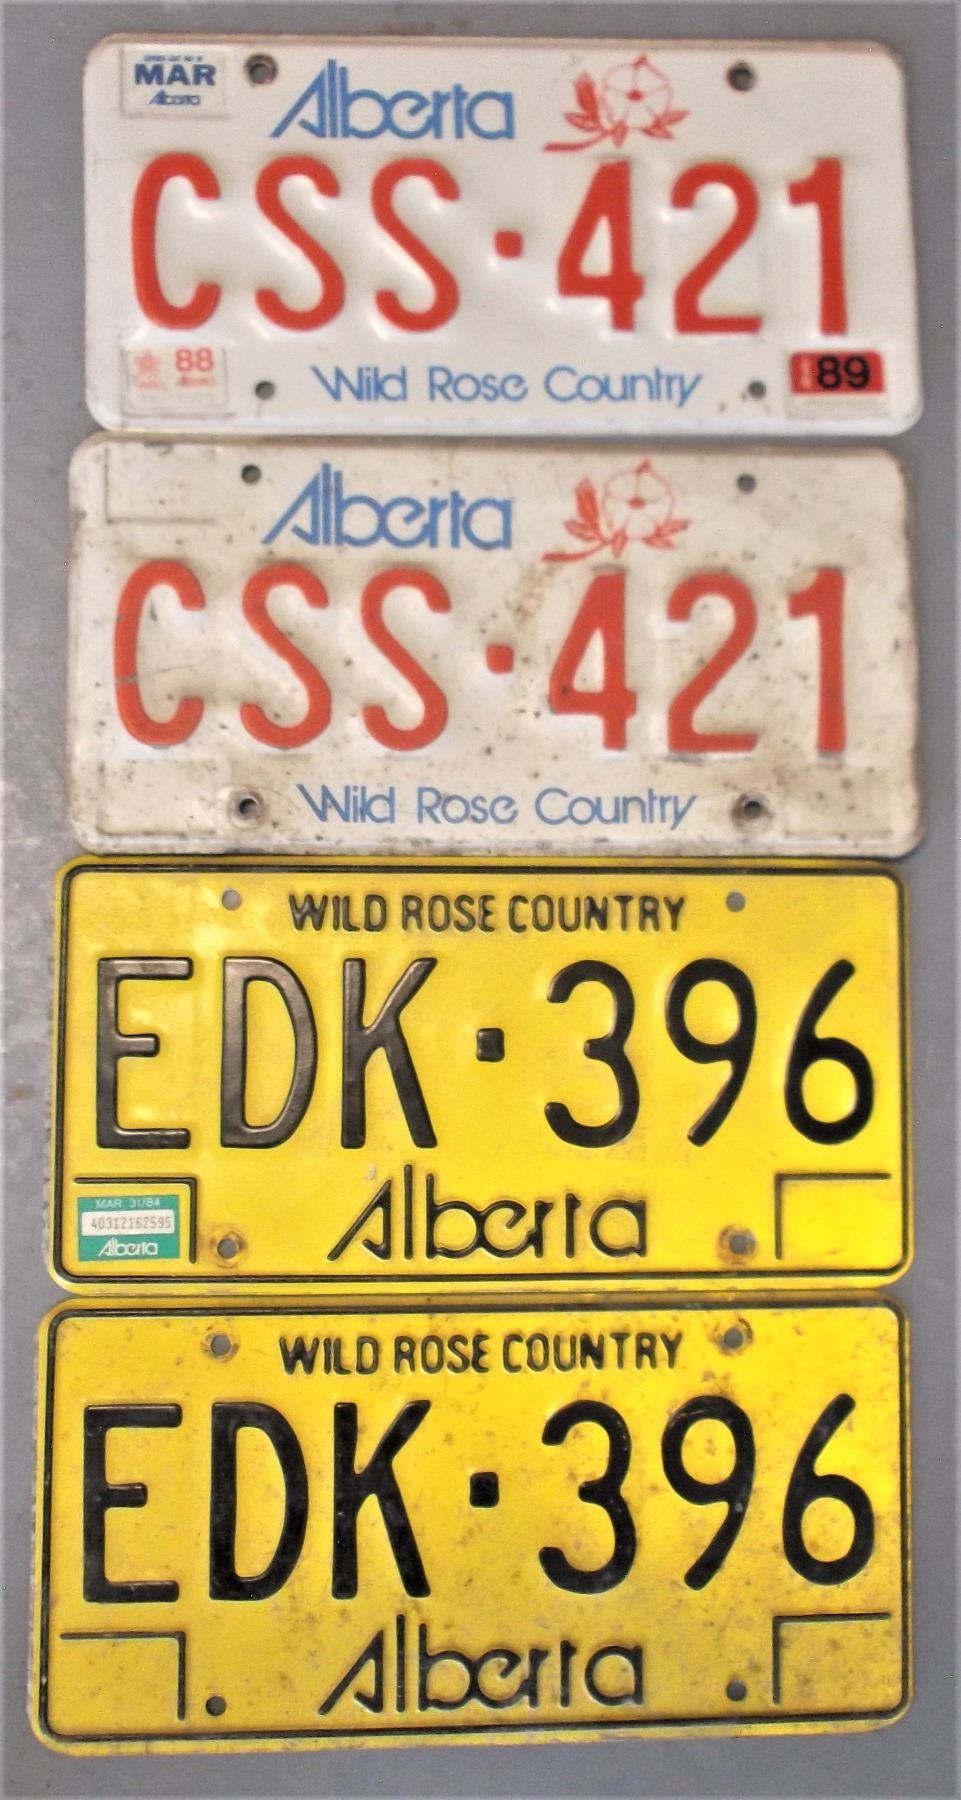 MAR
Alberta
Alberta
CSS·421
88
Alberta
Wild Rose Country
89
Alberta
CSS·421
Wild Rose Country
WILD ROSE COUNTRY
EDK·396
MAR 31/84
40312162595
Alberta
Alberta
WILD ROSE COUNTRY
EDK·396
Alberta